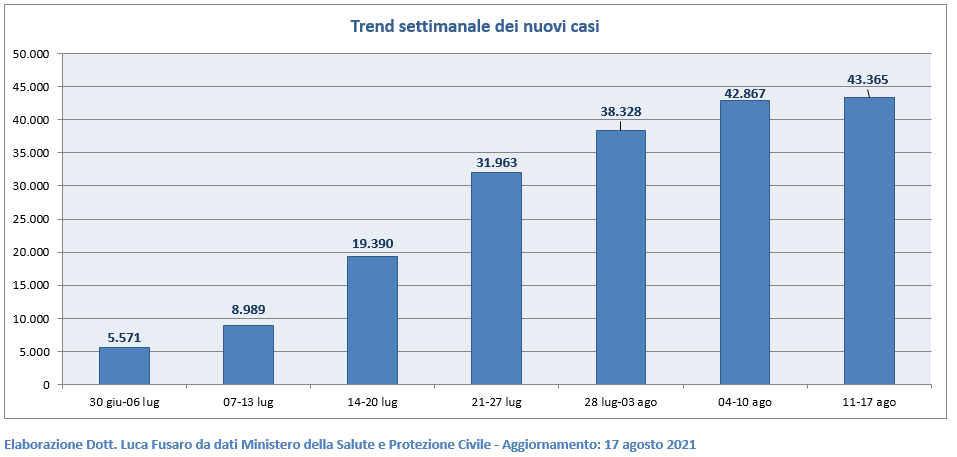 Trend settimanale dei nuovi casi
50.000
45.000
40.000
35.000
30.000
25.000
20.000
15.000
10.000
5.000
0
5.571
8.989
19.390
31.963
38.328
42.867
43.365
30 giu-06 lug
07-13 lug
14-20 lug
21-27 lug
28 lug-03 ago
04-10 ago
11-17 ago
Elaborazione Dott. Luca Fusaro da dati Ministero della Salute e Protezione Civile - Aggiornamento: 17 agosto 2021